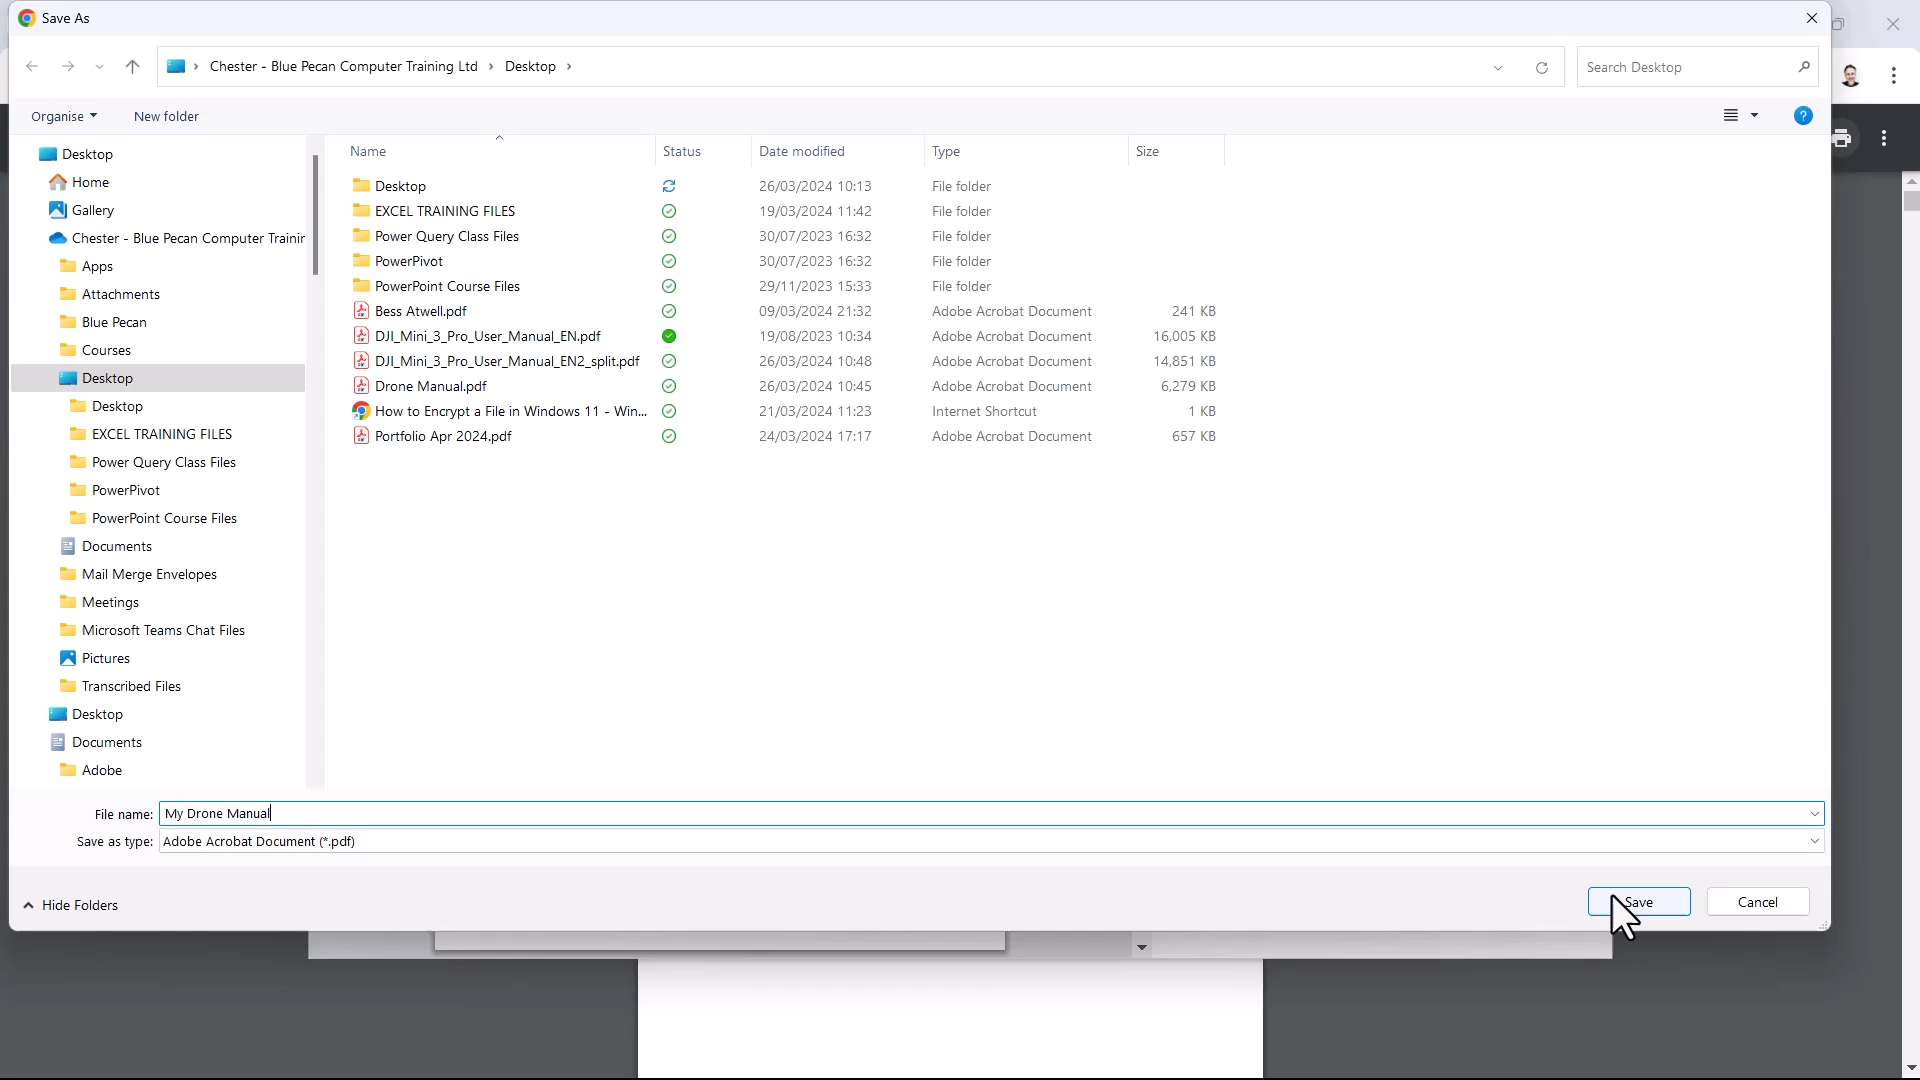 Save As
Chester - Blue Pecan Computer Training Ltd › Desktop ›
Search Desktop
Organise
New folder
?
Desktop
Home
Gallery
Chester - Blue Pecan Computer Trainin
Apps
Attachments
Blue Pecan
Courses
Desktop
Desktop
EXCEL TRAINING FILES
Power Query Class Files
PowerPivot
PowerPoint Course Files
Documents
Mail Merge Envelopes
Meetings
Microsoft Teams Chat Files
Pictures
Transcribed Files
Desktop
Documents
Adobe
Name Status Date modified Type Size
Desktop 26/03/2024 10:13 File folder
EXCEL TRAINING FILES 19/03/2024 11:42 File folder
Power Query Class Files 30/07/2023 16:32 File folder
PowerPivot 30/07/2023 16:32 File folder
PowerPoint Course Files 29/11/2023 15:33 File folder
Bess Atwell.pdf 09/03/2024 21:32 Adobe Acrobat Document 241 KB
DJI_Mini_3_Pro_User_Manual_EN.pdf 19/08/2023 10:34 Adobe Acrobat Document 16,005 KB
DJI_Mini_3_Pro_User_Manual_EN2_split.pdf 26/03/2024 10:48 Adobe Acrobat Document 14,851 KB
Drone Manual.pdf 26/03/2024 10:45 Adobe Acrobat Document 6,279 KB
How to Encrypt a File in Windows 11 - Win... 21/03/2024 11:23 Internet Shortcut 1 KB
Portfolio Apr 2024.pdf 24/03/2024 17:17 Adobe Acrobat Document 657 KB
File name: My Drone Manual
Save as type: Adobe Acrobat Document (*.pdf)
Hide Folders
Save
Cancel